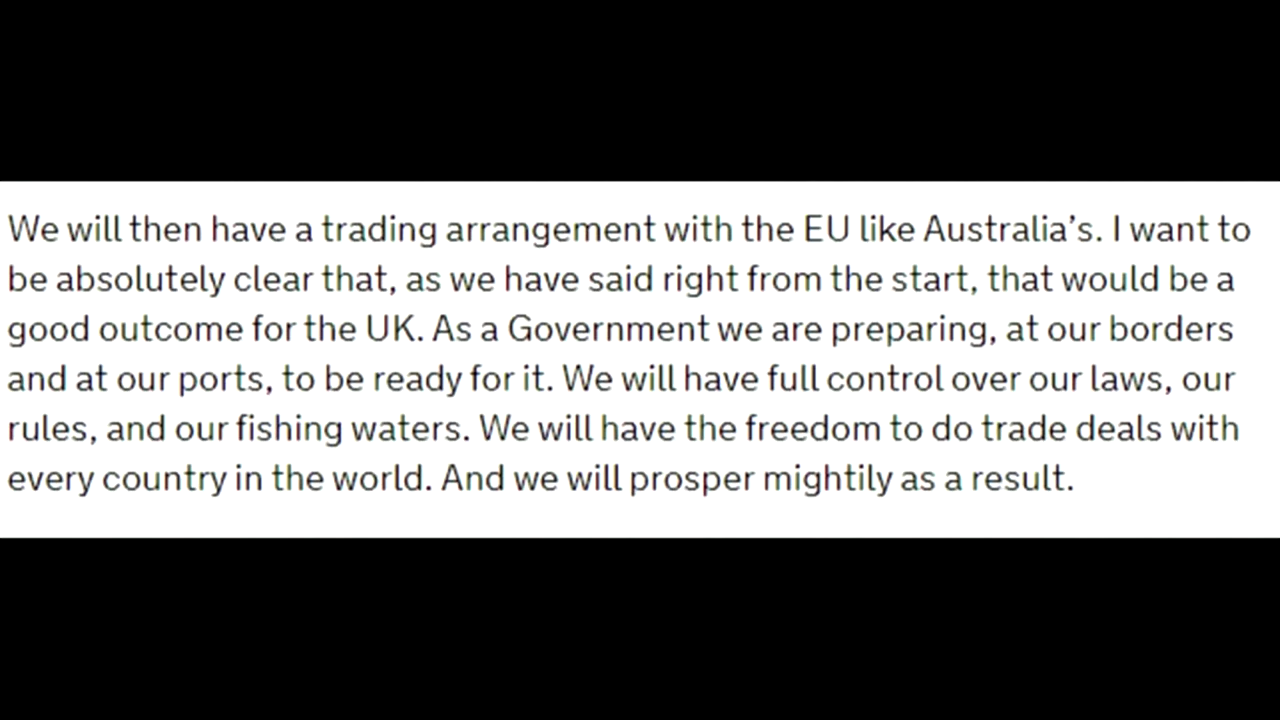 We will then have a trading arrangement with the EU like Australia’s. I want to
be absolutely clear that, as we have said right from the start, that would be a
good outcome for the UK. As a Government we are preparing, at our borders
and at our ports, to be ready for it. We will have full control over our laws, our
rules, and our fishing waters. We will have the freedom to do trade deals with
every country in the world. And we will prosper mightily as a result.